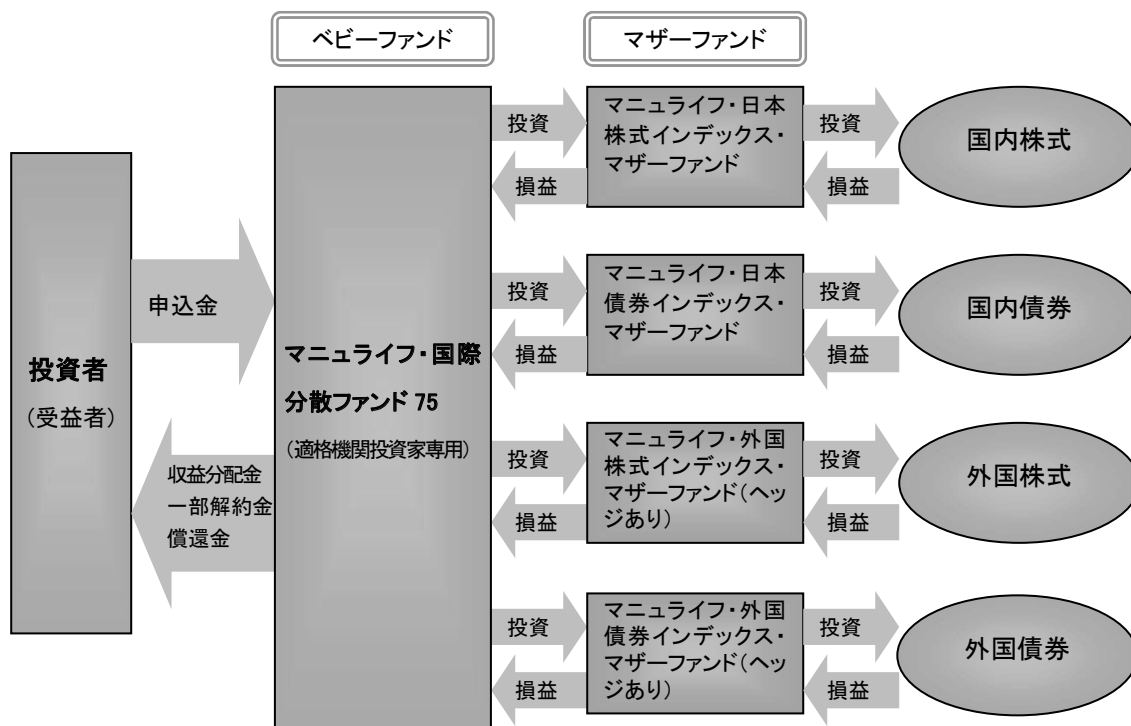 ベビーファンド
マザーファンド
投資者
(受益者)
申込金
収益分配金
一部解約金
償還金
マニュライフ・国際
分散ファンド 75
(適格機関投資家専用)
投資
損益
マニュライフ・日本
株式インデックス・
マザーファンド
投資
損益
国内株式
投資
損益
マニュライフ・日本
債券インデックス・
マザーファンド
投資
損益
国内債券
投資
損益
マニュライフ・外国
株式インデックス・
マザーファンド(ヘッ
ジあり)
投資
損益
外国株式
投資
損益
マニュライフ・外国
債券インデックス・
マザーファンド(ヘッ
ジあり)
投資
損益
外国債券